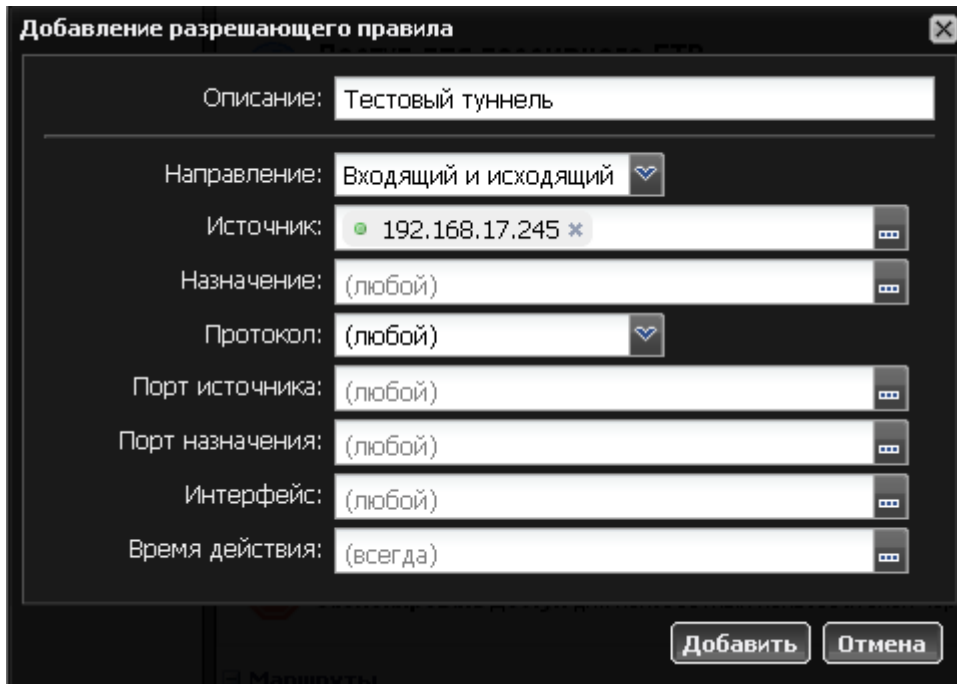 Добавление разрешающего правила
Описание: Тестовый туннель
Направление: Входящий и исходящий
Источник: 192.168.17.245
Назначение: (любой)
Протокол: (любой)
Порт источника: (любой)
Порт назначения: (любой)
Интерфейс: (любой)
Время действия: (всегда)
Добавить Отмена
Маршруты